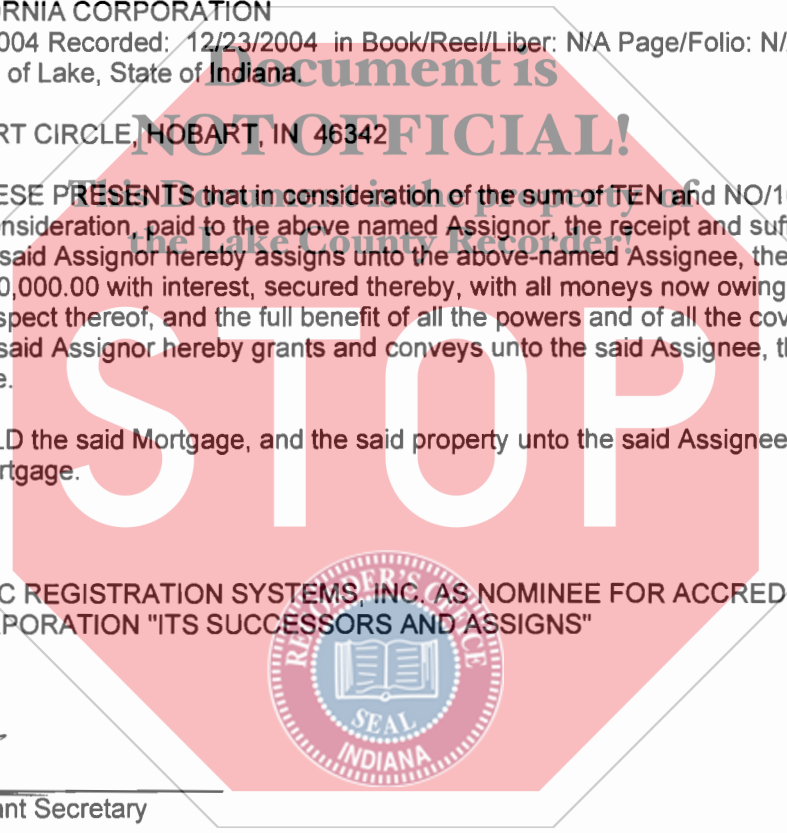 RNIA CORPORATION
004 Recorded: 12/23/2004 in Book/Reel/Liber: N/A Page/Folio: N/
of Lake, State of Indiana.
Document is
RT CIRCLE, HOBART, IN 46342
NOT OFFICIAL!
ESE PRESENTS that in consideration of the sum of TEN and NO/1
This Document is the property of
nsideration, paid to the above named Assignor, the receipt and suf
the Lake County Recorder!
said Assignor hereby assigns unto the above-named Assignee, the
0,000.00 with interest, secured thereby, with all moneys now owing
spect thereof, and the full benefit of all the powers and of all the cov
said Assignor hereby grants and conveys unto the said Assignee, th
e.
STOP
LD the said Mortgage, and the said property unto the said Assignee
rtgage.
C REGISTRATION SYSTEMS, INC. AS NOMINEE FOR ACCRED
RPORATION "ITS SUCCESSORS AND ASSIGNS"
RECORDER'S OFFICE
SEAL
INDIANA
ant Secretary